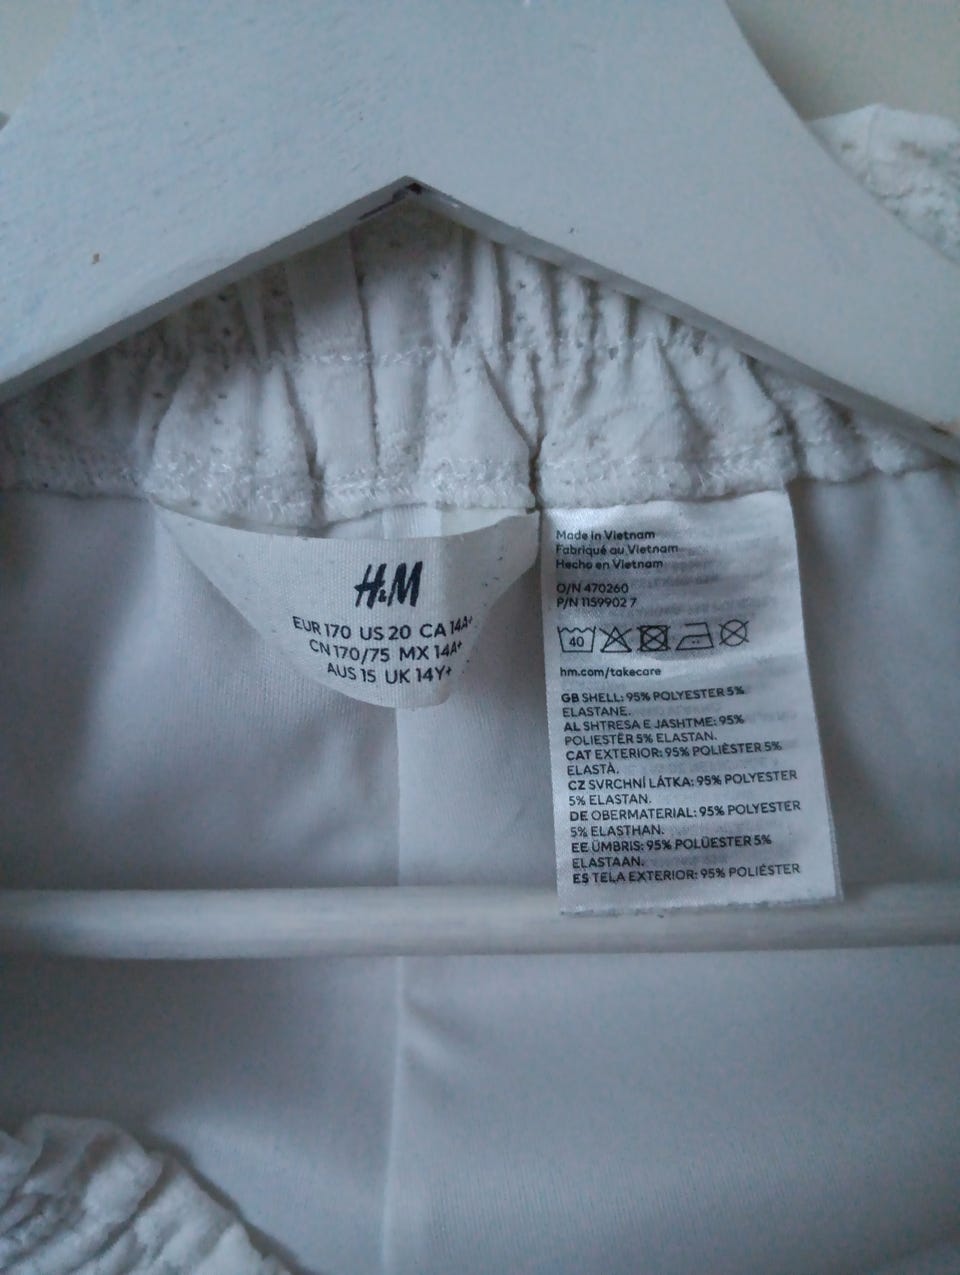 H&M
EUR 170 US 20 CA 14A+
CN 170/75 MX 14A+
AUS 15 UK 14Y+
Made in Vietnam
Fabriqué au Vietnam
Hecho en Vietnam
O/N 470260
P/N 1159902 7
40
hm.com/takecare
GB SHELL: 95% POLYESTER 5%
ELASTANE.
AL SHTRESA E JASHTME: 95%
POLIESTËR 5% ELASTAN.
CAT EXTERIOR: 95% POLIÈSTER 5%
ELASTÀ.
CZ SVRCHNÍ LÁTKA: 95% POLYESTER
5% ELASTAN.
DE OBERMATERIAL: 95% POLYESTER
5% ELASTHAN.
EE ÜMBRIS: 95% POLÜESTER 5%
ELASTAAN.
ES TELA EXTERIOR: 95% POLIÉSTER